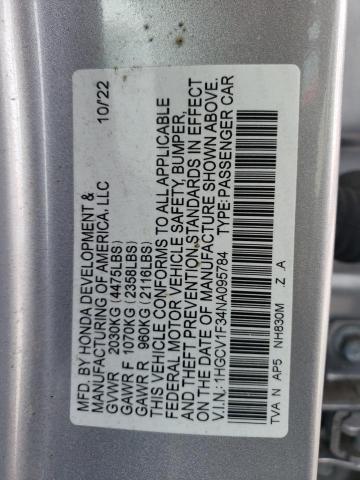 MFD. BY HONDA DEVELOPMENT &
MANUFACTURING OF AMERICA, LLC 10/22
GVWR 2030KG (4475LBS)
GAWR F 1070KG (2358LBS)
GAWR R 960KG (2116LBS)
THIS VEHICLE CONFORMS TO ALL APPLICABLE
FEDERAL MOTOR VEHICLE SAFETY, BUMPER,
AND THEFT PREVENTION STANDARDS IN EFFECT
ON THE DATE OF MANUFACTURE SHOWN ABOVE.
V.I.N.: 1HGCV1F34NA095784 TYPE: PASSENGER CAR
TVA N AP5 NH830M Z .A